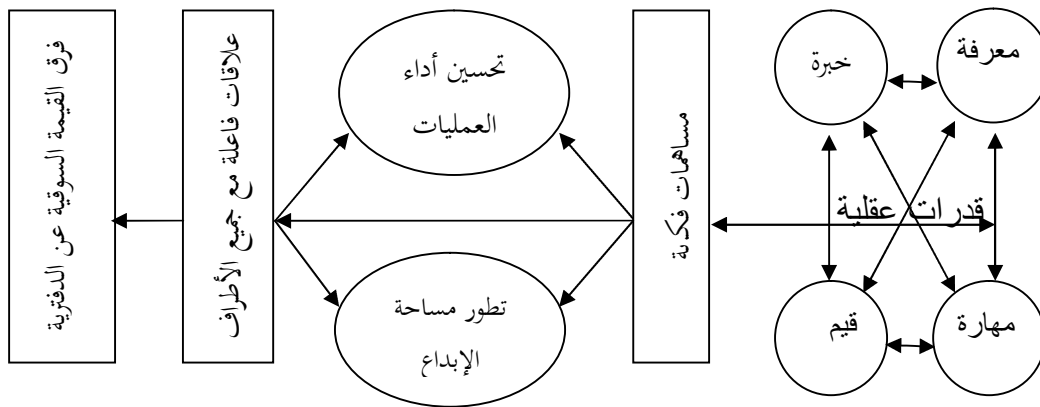 معرفة
خبرة
قدرات عقلية
مهارة
قيم
مساهمات فكرية
تحسين أداء
العمليات
تطور مساحة
الإبداع
علاقات فاعلة مع جميع الأطراف
فرق القيمة السوقية عن الدفترية